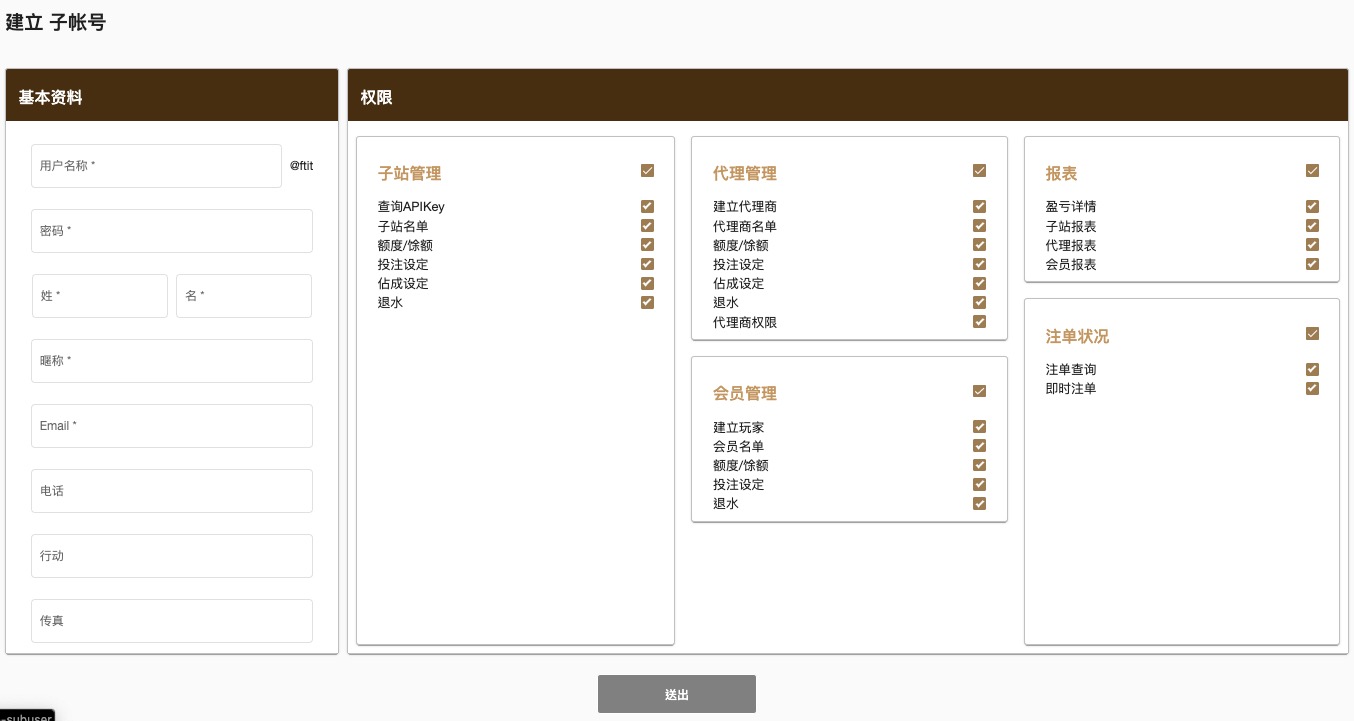 建立 子帐号
基本资料
用户名称 * @ftit
密码 *
姓 * 名 *
暱称 *
Email *
电话
行动
传真
权限
子站管理
查询APIKey
子站名单
额度/馀额
投注设定
佔成设定
退水
代理管理
建立代理商
代理商名单
额度/馀额
投注设定
佔成设定
退水
代理商权限
会员管理
建立玩家
会员名单
额度/馀额
投注设定
退水
报表
盈亏详情
子站报表
代理报表
会员报表
注单状况
注单查询
即时注单
送出
-subuser